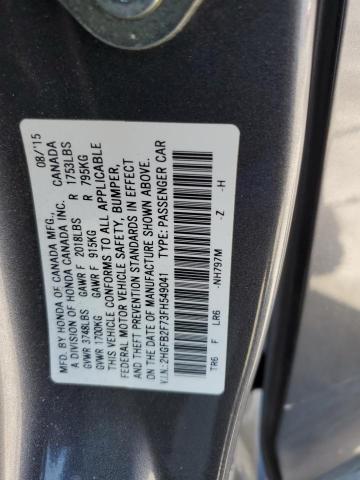 MFD. BY HONDA OF CANADA MFG., 08/'15
A DIVISION OF HONDA CANADA INC. CANADA
GVWR 3748LBS GAWR F 2018LBS R 1753LBS
GVWR 1700KG GAWR F 915KG R 795KG
THIS VEHICLE CONFORMS TO ALL APPLICABLE
FEDERAL MOTOR VEHICLE SAFETY, BUMPER,
AND THEFT PREVENTION STANDARDS IN EFFECT
ON THE DATE OF MANUFACTURE SHOWN ABOVE.
V.I.N.: 2HGFB2F73FH549041 TYPE: PASSENGER CAR
TR6 F LR6 -NH797M -Z -H